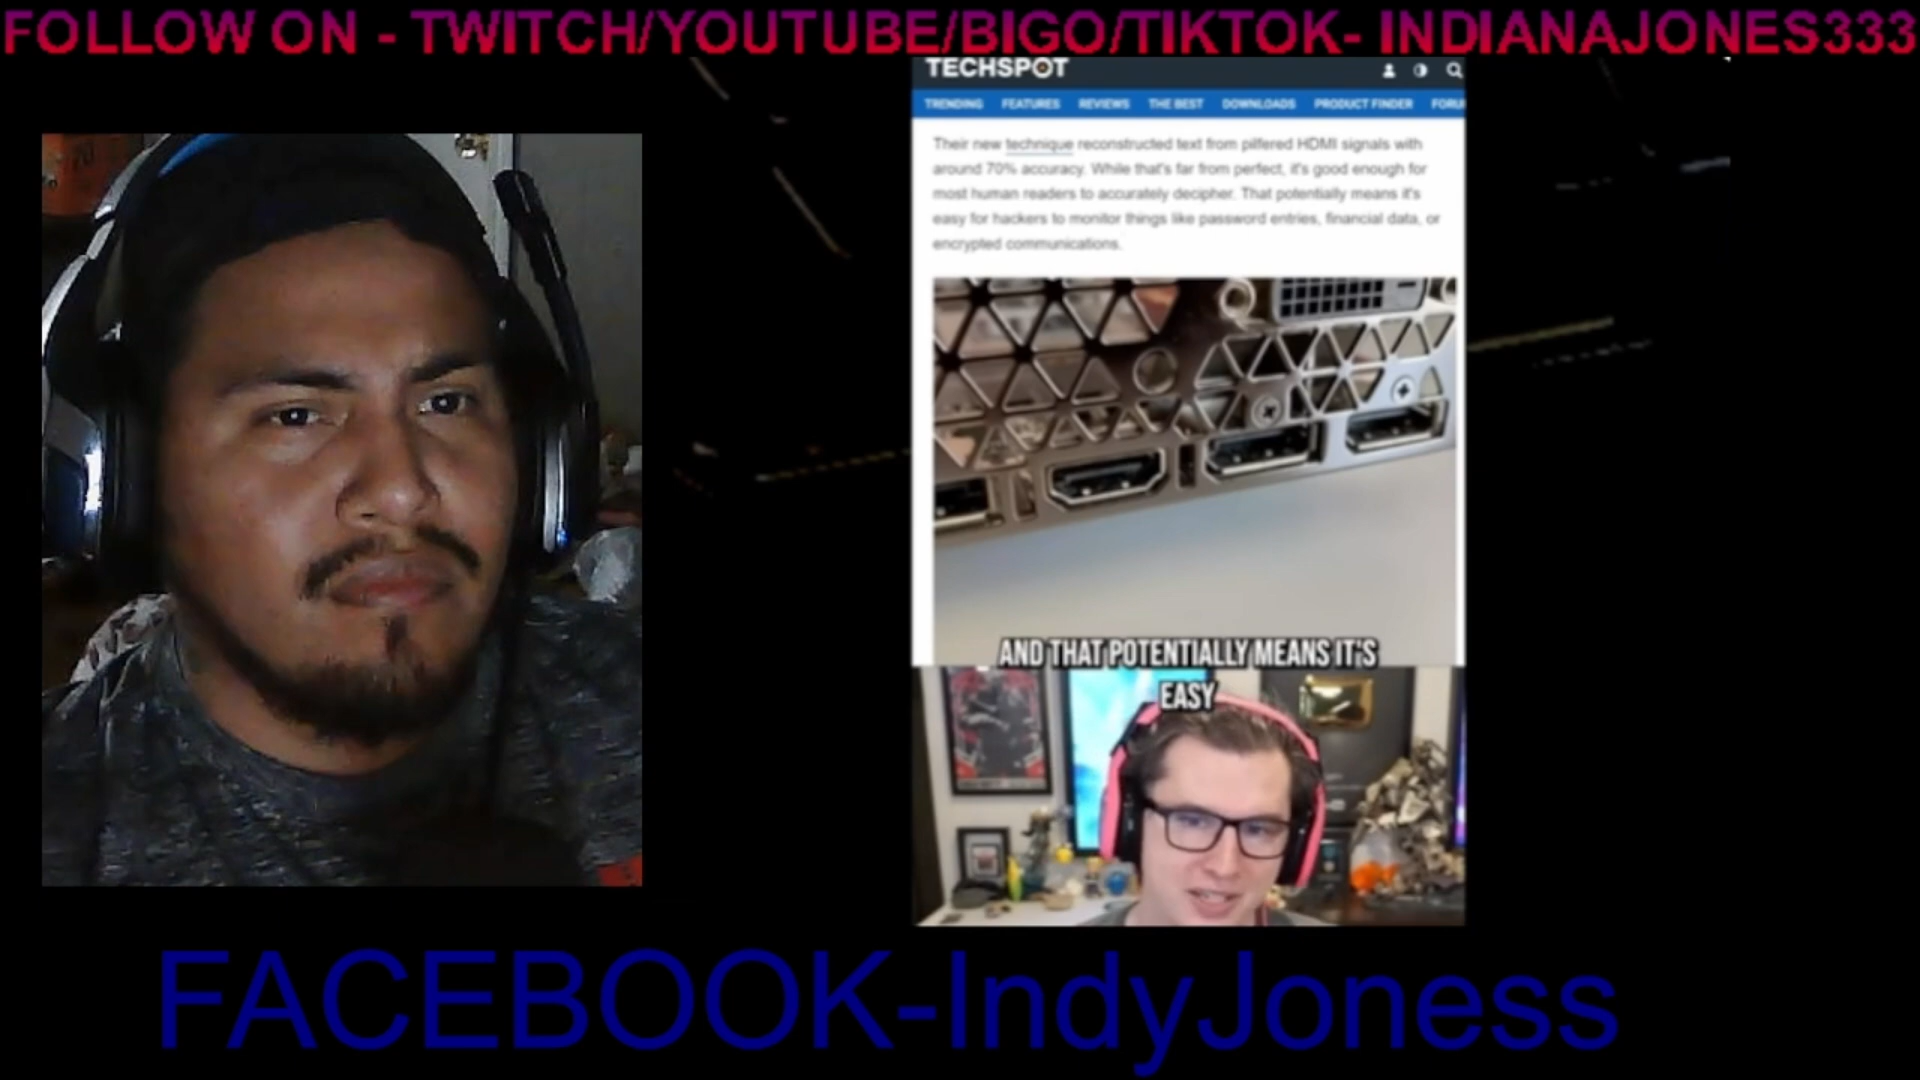 FOLLOW ON - TWITCH/YOUTUBE/BIGO/TIKTOK- INDIANAJONES333
TECHSPOT
TRENDING FEATURES REVIEWS THE BEST DOWNLOADS PRODUCT FINDER FORU
Their new technique reconstructed text from pilfered HDMI signals with
around 70% accuracy. While that's far from perfect, it's good enough for
most human readers to accurately decipher. That potentially means it's
easy for hackers to monitor things like password entries, financial data, or
encrypted communications.
AND THAT POTENTIALLY MEANS IT'S
EASY
FACEBOOK-IndyJoness